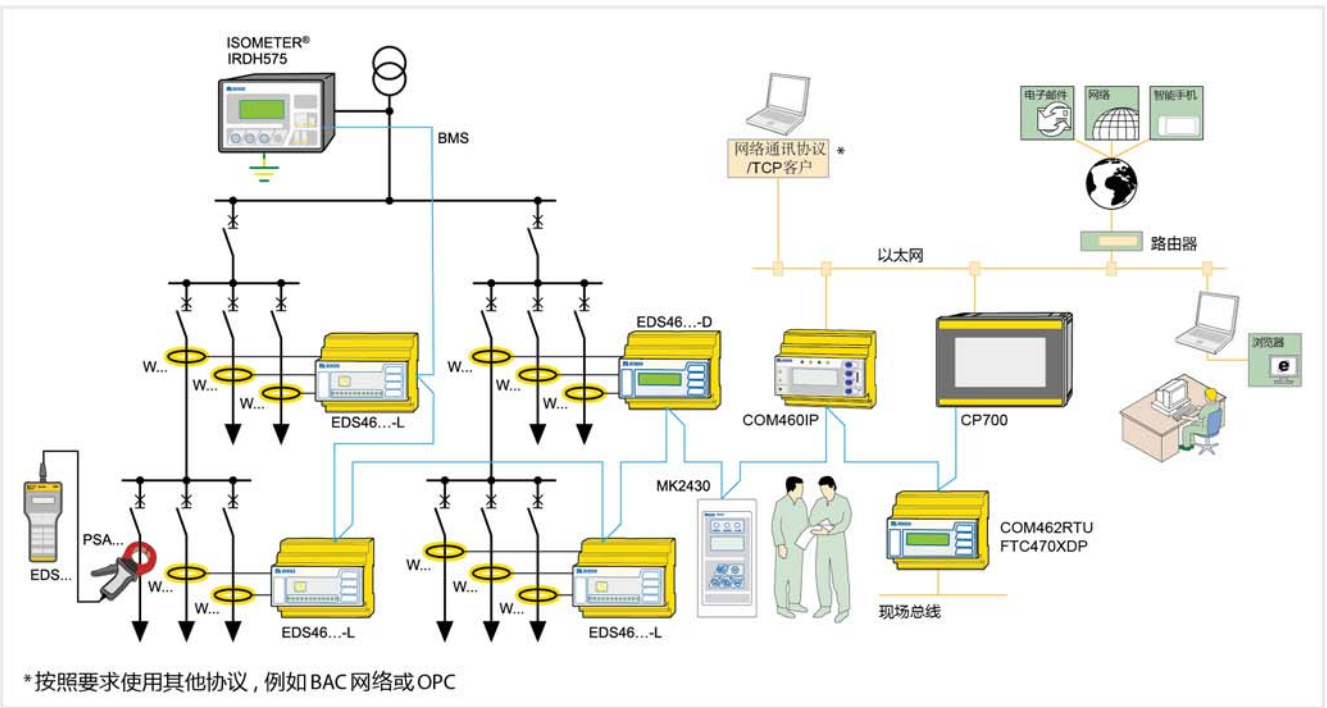 ISOMETER®
IRDH575
BMS
电子邮件
网络
智能手机
网络通讯协议
/TCP客户
*
路由器
以太网
EDS46...-D
W...
W...
W...
EDS46...-L
W...
W...
W...
COM460IP
CP700
浏览器
e
MK2430
PSA...
EDS...
W...
W...
EDS46...-L
W...
W...
W...
EDS46...-L
COM462RTU
FTC470XDP
现场总线
*按照要求使用其他协议,例如BAC网络或OPC